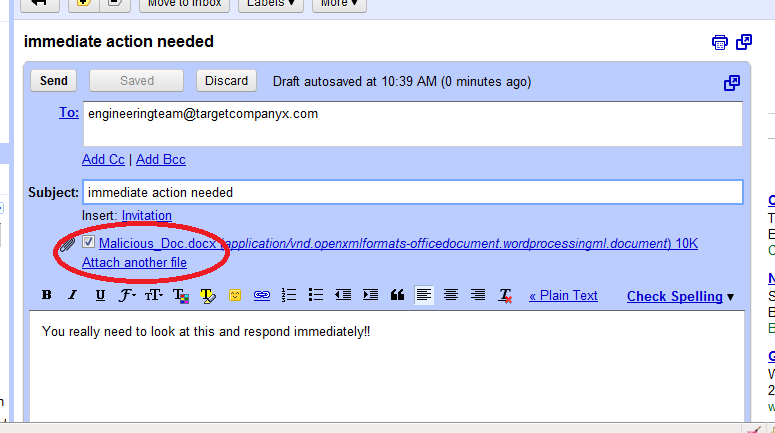 Move to Inbox Labels ▾ More ▾
immediate action needed
Send Saved Discard Draft autosaved at 10:39 AM (0 minutes ago)
To: engineeringteam@targetcompanyx.com
Add Cc | Add Bcc
Subject: immediate action needed
Insert: Invitation
Malicious_Doc.docx (application/vnd.openxmlformats-officedocument.wordprocessingml.document) 10K
Attach another file
B I U « Plain Text Check Spelling ▾
You really need to look at this and respond immediately!!